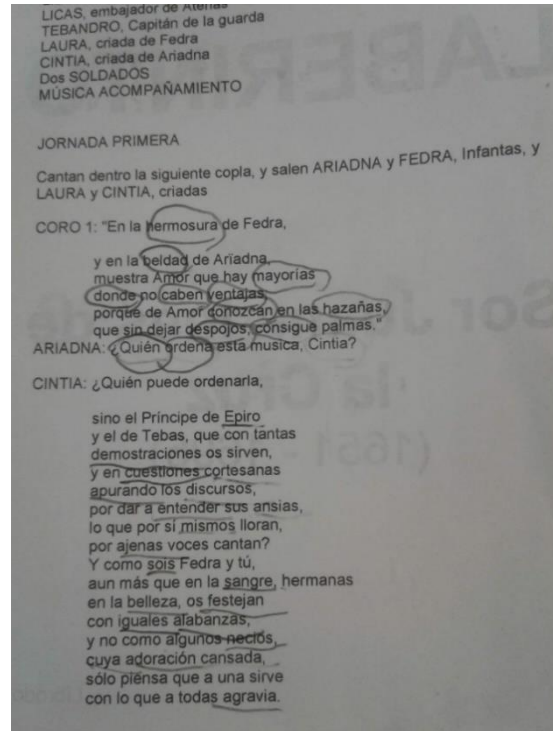 LICAS, embajador de Atenas
TEBANDRO, Capitán de la guarda
LAURA, criada de Fedra
CINTIA, criada de Ariadna
Dos SOLDADOS
MÚSICA ACOMPAÑAMIENTO
JORNADA PRIMERA
Cantan dentro la siguiente copla, y salen ARIADNA y FEDRA, Infantas, y
LAURA y CINTIA, criadas
CORO 1: "En la hermosura de Fedra,
y en la beldad de Ariadna,
muestra Amor que hay mayorías
donde no caben ventajas;
porque de Amor conozcan en las hazañas,
que sin dejar despojos, consigue palmas."
ARIADNA: ¿Quién ordena esta musica, Cintia?
CINTIA: ¿Quién puede ordenarla,
sino el Príncipe de Epiro
y el de Tebas, que con tantas
demostraciones os sirven,
y en cuestiones cortesanas
apurando los discursos,
por dar a entender sus ansias,
lo que por sí mismos lloran,
por ajenas voces cantan?
Y como sois Fedra y tú,
aun más que en la sangre, hermanas
en la belleza, os festejan
con iguales alabanzas,
y no como algunos necios,
cuya adoración cansada,
sólo piensa que a una sirve
con lo que a todas agravia.